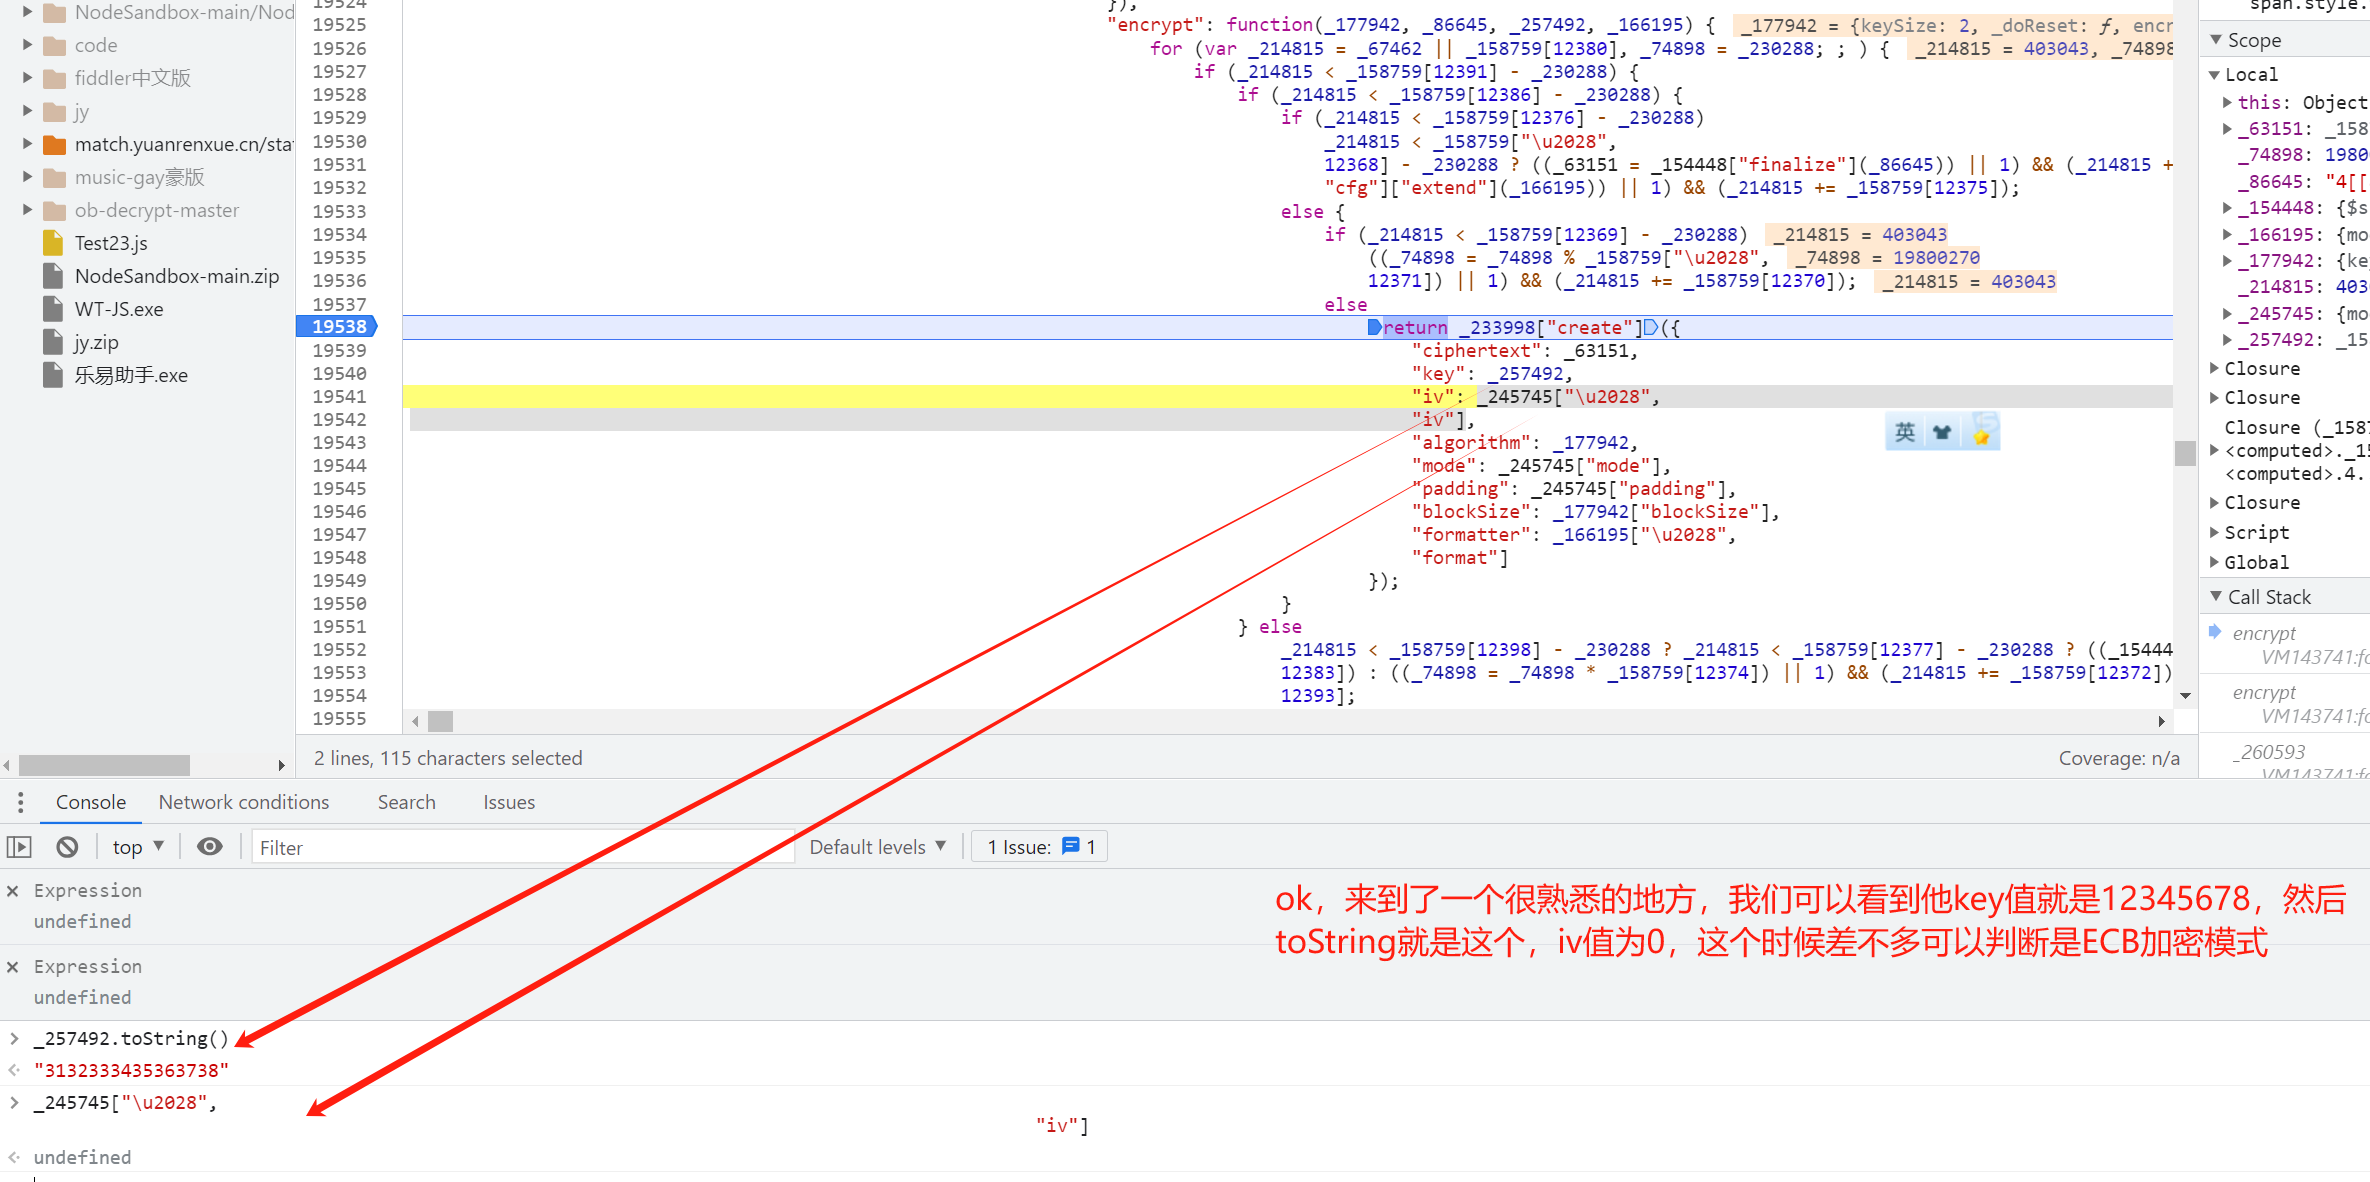 NodeSandbox-main/Nod
code
fiddler中文版
jy
match.yuanrenxue.cn/sta
music-gay豪版
ob-decrypt-master
Test23.js
NodeSandbox-main.zip
WT-JS.exe
jy.zip
乐易助手.exe
19524 }),
19525 "encrypt": function(_177942, _86645, _257492, _166195) { _177942 = {keySize: 2, _doReset: ƒ, encr
19526 for (var _214815 = _67462 || _158759[12380], _74898 = _230288; ; ) { _214815 = 403043, _74898
19527 if (_214815 < _158759[12391] - _230288) {
19528 if (_214815 < _158759[12386] - _230288) {
19529 if (_214815 < _158759[12376] - _230288)
19530 _214815 < _158759["\u2028",
19531 12368] - _230288 ? ((_63151 = _154448["finalize"](_86645)) || 1) && (_214815 +
19532 "cfg"]["extend"](_166195)) || 1) && (_214815 += _158759[12375]);
19533 else {
19534 if (_214815 < _158759[12369] - _230288) _214815 = 403043
19535 ((_74898 = _74898 % _158759["\u2028", _74898 = 19800270
19536 12371]) || 1) && (_214815 += _158759[12370]); _214815 = 403043
19537 else
19538 return _233998["create"]({
19539 "ciphertext": _63151,
19540 "key": _257492,
19541 "iv": _245745["\u2028",
19542 "iv"],
19543 "algorithm": _177942,
19544 "mode": _245745["mode"],
19545 "padding": _245745["padding"],
19546 "blockSize": _177942["blockSize"],
19547 "formatter": _166195["\u2028",
19548 "format"]
19549 });
19550 }
19551 } else
19552 _214815 < _158759[12398] - _230288 ? _214815 < _158759[12377] - _230288 ? ((_15444
19553 12383]) : ((_74898 = _74898 * _158759[12374]) || 1) && (_214815 += _158759[12372])
19554 12393];
19555
英
2 lines, 115 characters selected
Coverage: n/a
span.style.
Scope
Local
this: Object
_63151: _158
_74898: 1980
_86645: "4[[
_154448: {$s
_166195: {mo
_177942: {ke
_214815: 403
_245745: {mo
_257492: _15
Closure
Closure
Closure (_158
<computed>._15
<computed>.4.
Closure
Script
Global
Call Stack
encrypt
VM143741:fo
encrypt
VM143741:fo
_260593
VM143741:fo
Console Network conditions Search Issues
top Filter Default levels 1 Issue: 1
Expression
undefined
Expression
undefined
ok，来到了一个很熟悉的地方，我们可以看到他key值就是12345678，然后
toString就是这个，iv值为0，这个时候差不多可以判断是ECB加密模式
_257492.toString()
"3132333435363738"
_245745["\u2028",
"iv"]
undefined